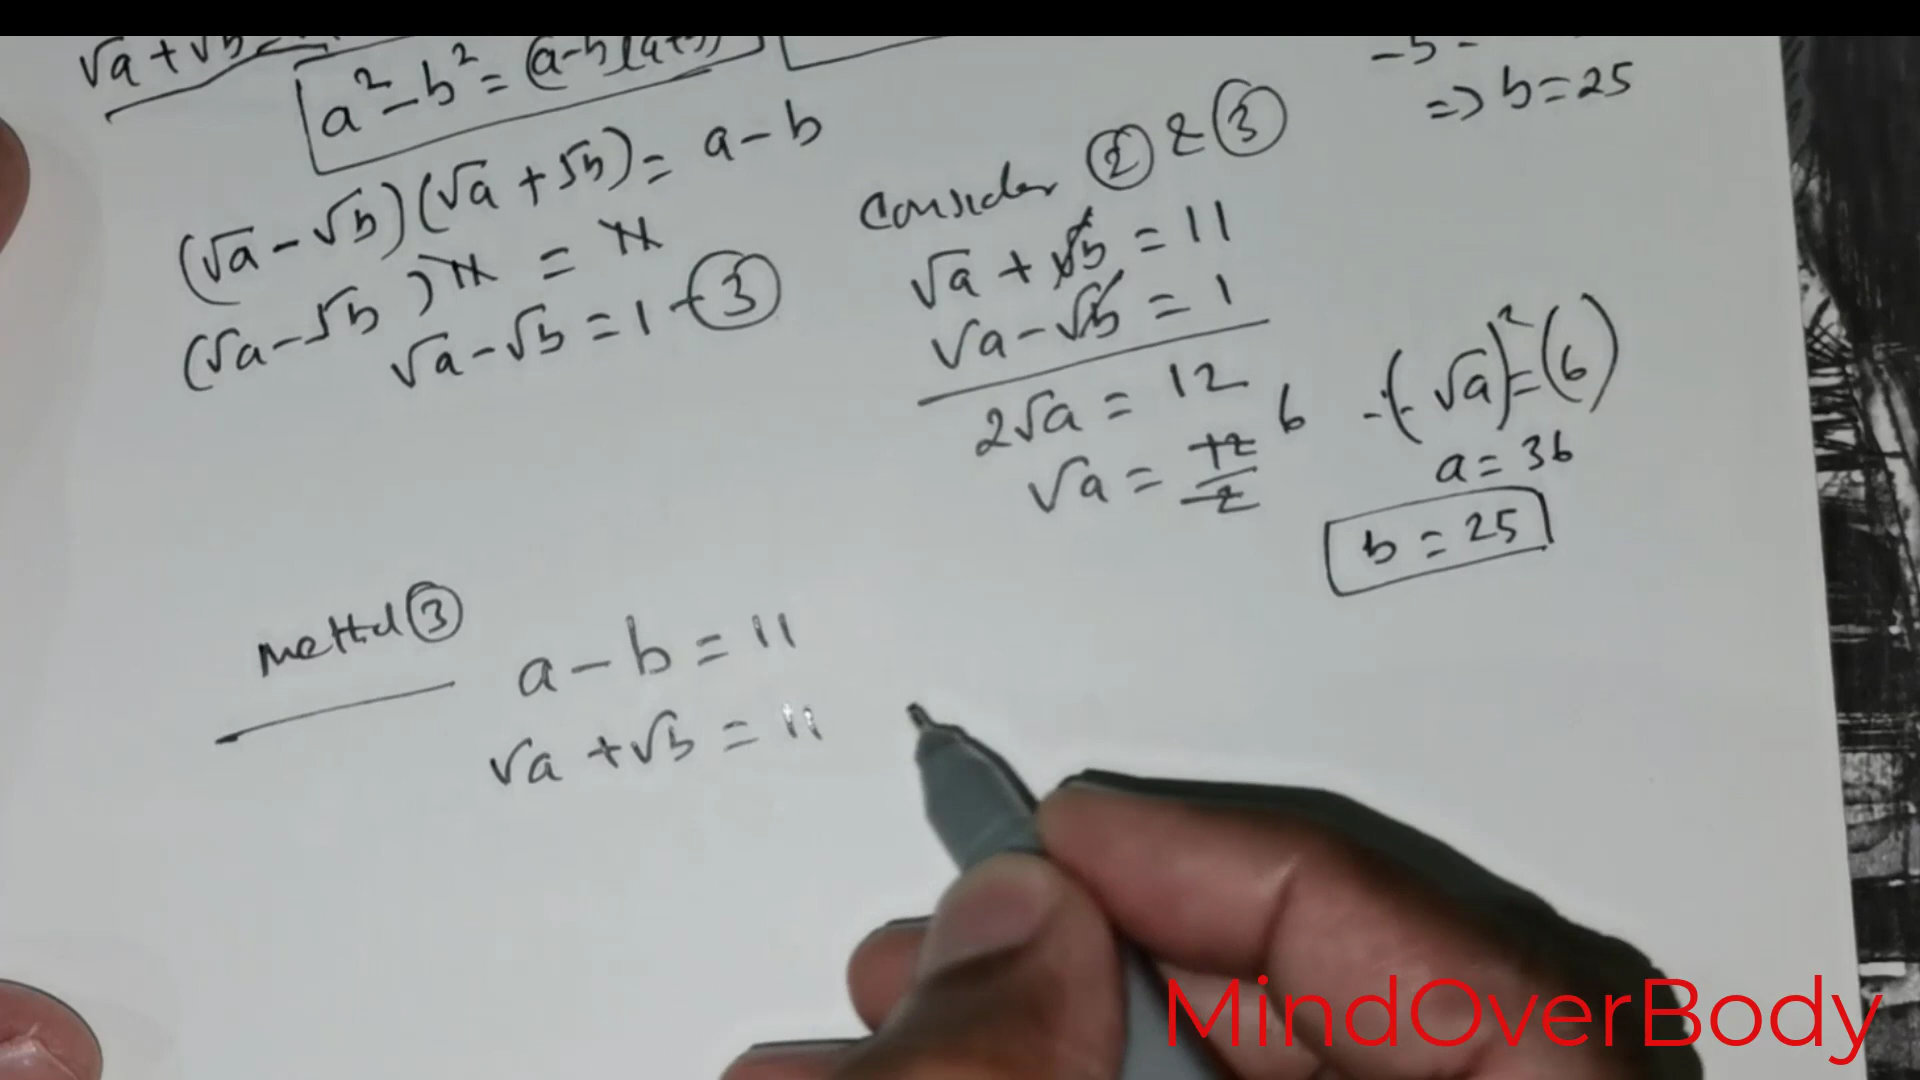 √a + √b = 11
a² - b² = (a-b)(a+b)
(√a - √b)(√a + √b) = a - b
(√a - √b) 11 = 11
√a - √b = 1 - ③
- b =
=> b = 25
Consider ② & ③
√a + √b = 11
√a - √b = 1
2√a = 12
√a = 12/2 6
(√a)² = (6)
a = 36
b = 25
Method ③
a - b = 11
√a + √b = 11
MindOverBody